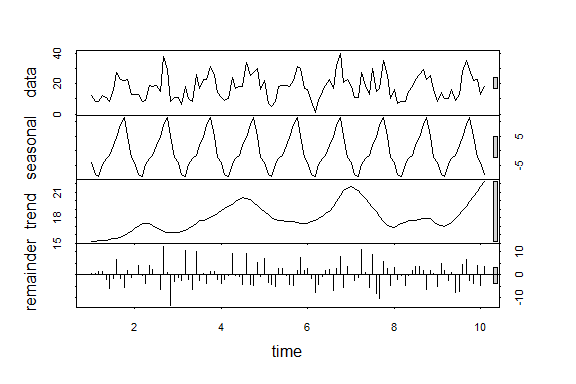 data
0 20 40
seasonal
-5 5
trend
15 18 21
remainder
-10 0 10
2 4 6 8 10
time